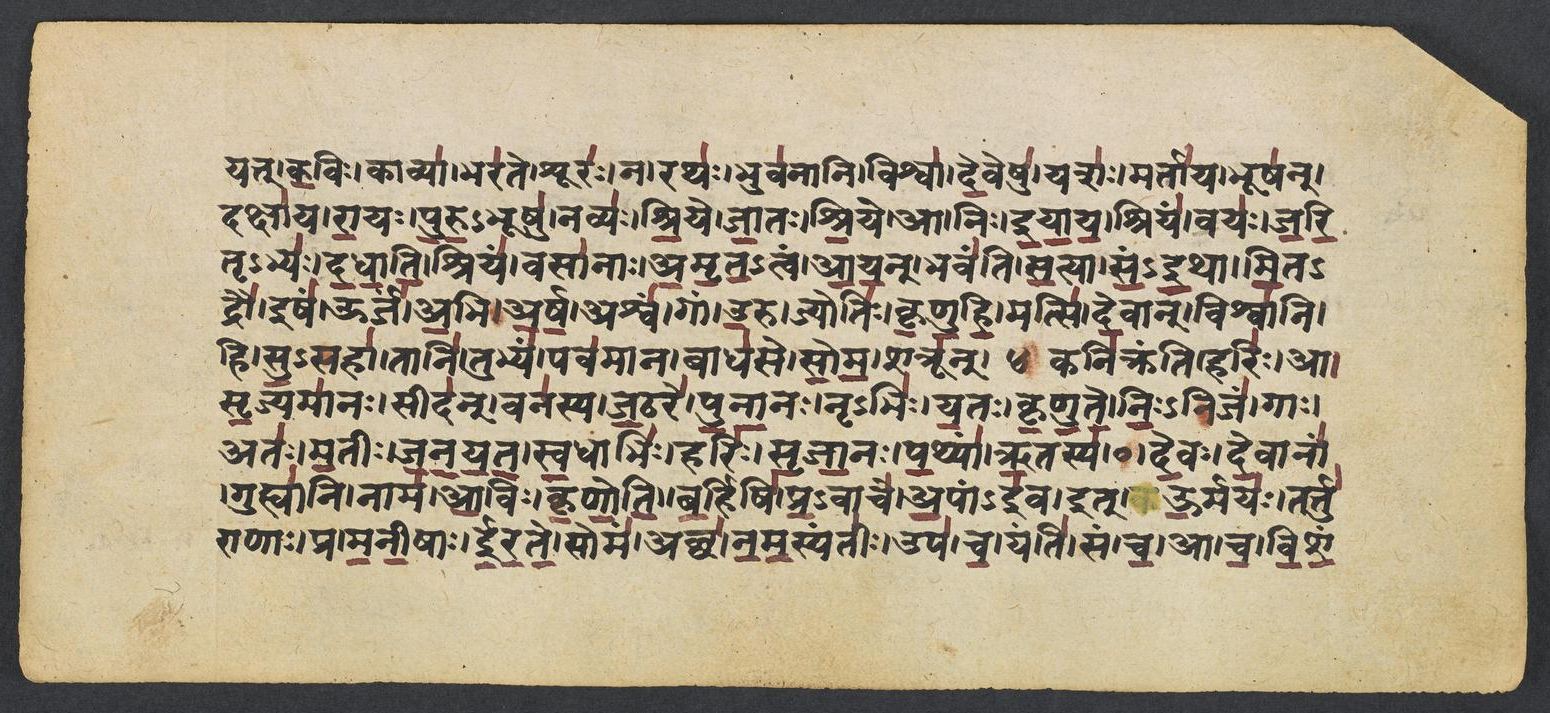 यत्।कविः।काव्या।भरते।शूरः।न।रथः।भुवनानि।विश्वा।देवेषु।यशः।मर्ताय।भूषन्।
दक्षाय।रायः।पुरुऽभूषु।नव्यः।श्रिये।जातः।श्रिये।आ।निः।इयाय।श्रियं।वयः।जरि
तृऽभ्यः।दधाति।श्रियं।वसानाः।अमृतऽत्वं।आयन्।भवंति।सत्या।संऽइथा।मितऽ
द्रौ।इषं।ऊर्जं।अभि।अर्ष।अश्वं।गां।उरु।ज्योतिः।कृणुहि।मत्सि।देवान्।विश्वानि।
हि।सुऽसहा।तानि।तुभ्यं।पवमान।बाधसे।सोम।शत्रून्। ४ कनिक्रंति।हरिः।आ।
सृज्यमानः।सीदन्।वनस्य।जठरे।पुनानः।नृऽभिः।यतः।कृणुते।निःऽनिजं।गाः।
अतः।मतीः।जनयत।स्वधाभिः।हरिः।सृजानः।पथ्यां।ऋतस्य।०।देवः।देवानां
।गुह्यानि।नाम।आविः।कृणोति।बर्हिषि।प्रऽवाचे।अपांऽइव।इत्। ऊर्मयः।तर्तु
राणाः।प्र।मनीषाः।ईरते।सोमं।अच्छ।नमस्यंतीः।उप।च।यंति।सं।च।आ।च।विशं